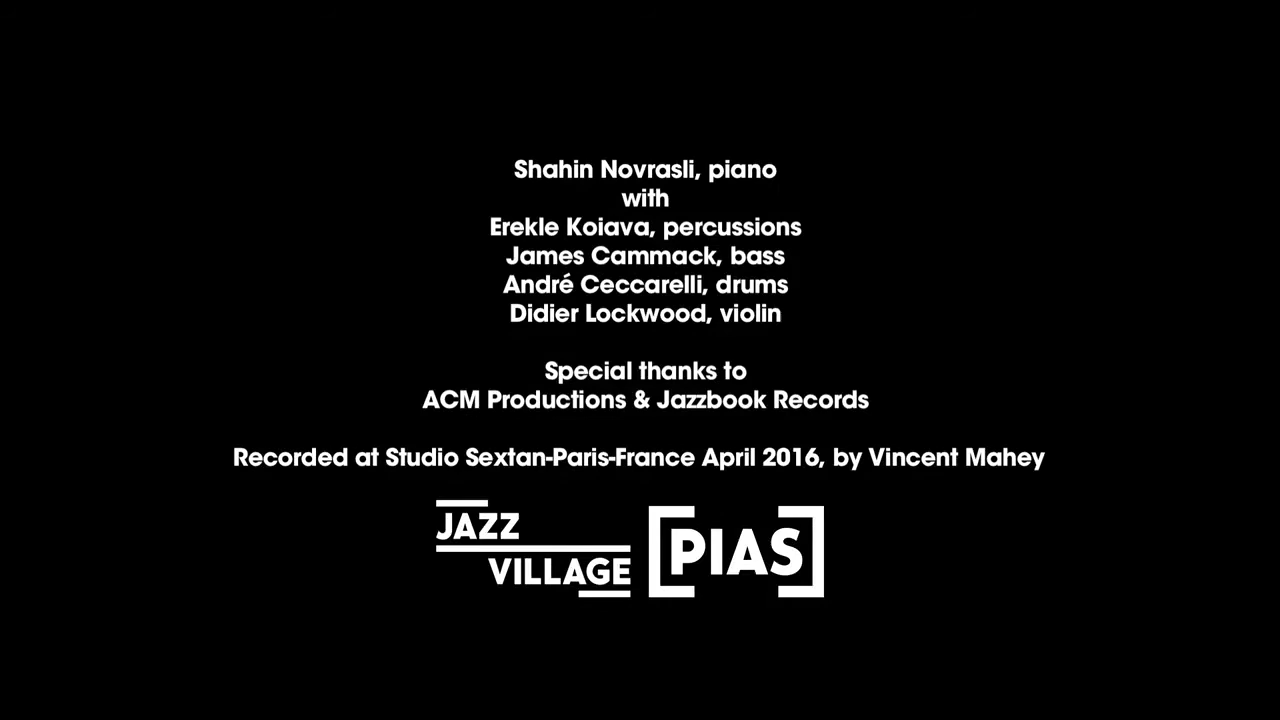 Shahin Novrasli, piano
with
Erekle Koiava, percussions
James Cammack, bass
André Ceccarelli, drums
Didier Lockwood, violin
Special thanks to
ACM Productions & Jazzbook Records
Recorded at Studio Sextan-Paris-France April 2016, by Vincent Mahey
JAZZ
VILLAGE
[PIAS]